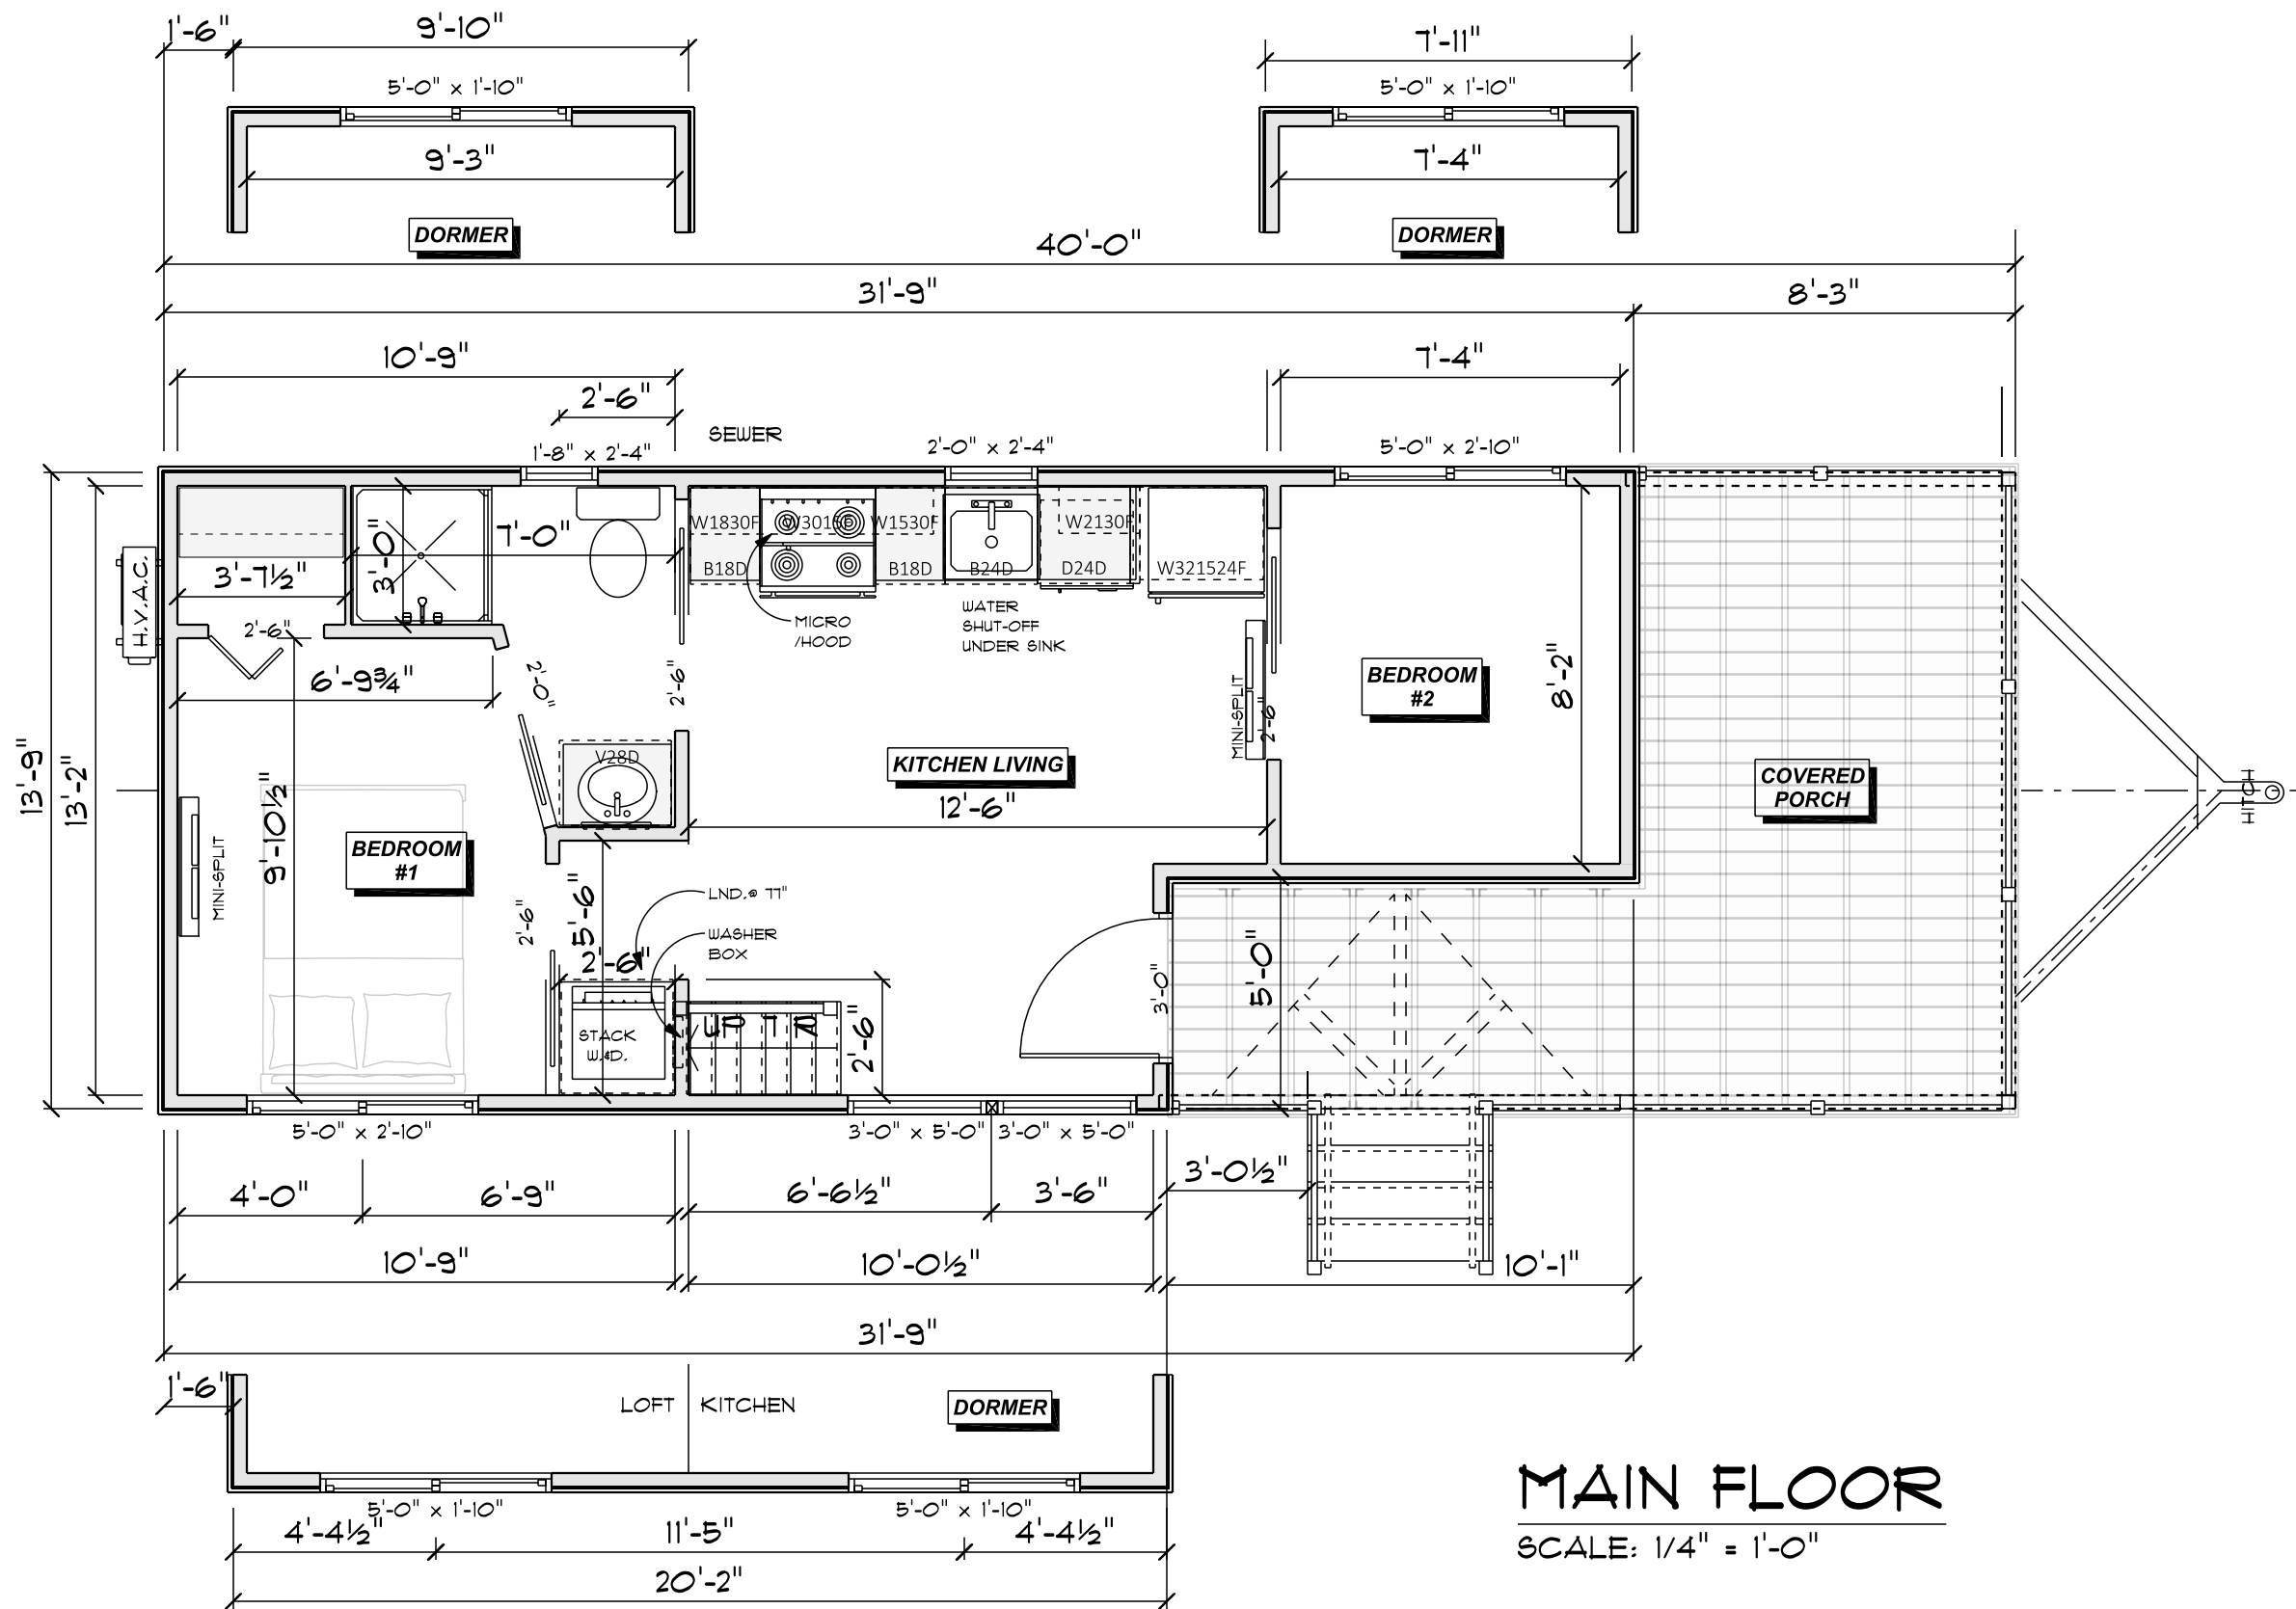 1'-6"
9'-10"
7'-11"
5'-0" x 1'-10"
5'-0" x 1'-10"
9'-3"
7'-4"
DORMER
DORMER
40'-0"
31'-9"
8'-3"
10'-9"
7'-4"
2'-6"
SEWER
1'-8" x 2'-4"
2'-0" x 2'-4"
5'-0" x 2'-10"
W1830F
W3015F
W1530F
W2130F
7'-0"
3'-0"
3'-7½"
B18D
B18D
B24D
D24D
W321524F
H.V.A.C.
2'-6"
MICRO
/HOOD
WATER
SHUT-OFF
UNDER SINK
6'-9¾"
2'-0"
2'-6"
MINI-SPLIT
2'-6"
BEDROOM
#2
8'-2"
13'-9"
13'-2"
V28D
KITCHEN LIVING
12'-6"
COVERED
PORCH
HITCH
9'-10½"
BEDROOM
#1
MINI-SPLIT
2'-6"
5'-6"
LND.@ 77"
WASHER
BOX
2'-6"
STACK
W.&D.
2'-6"
3'-0"
5'-0"
5'-0" x 2'-10"
3'-0" x 5'-0"
3'-0" x 5'-0"
4'-0"
6'-9"
6'-6½"
3'-6"
3'-0½"
10'-9"
10'-0½"
10'-1"
31'-9"
1'-6"
LOFT
KITCHEN
DORMER
5'-0" x 1'-10"
5'-0" x 1'-10"
4'-4½"
11'-5"
4'-4½"
20'-2"
MAIN FLOOR
SCALE: 1/4" = 1'-0"